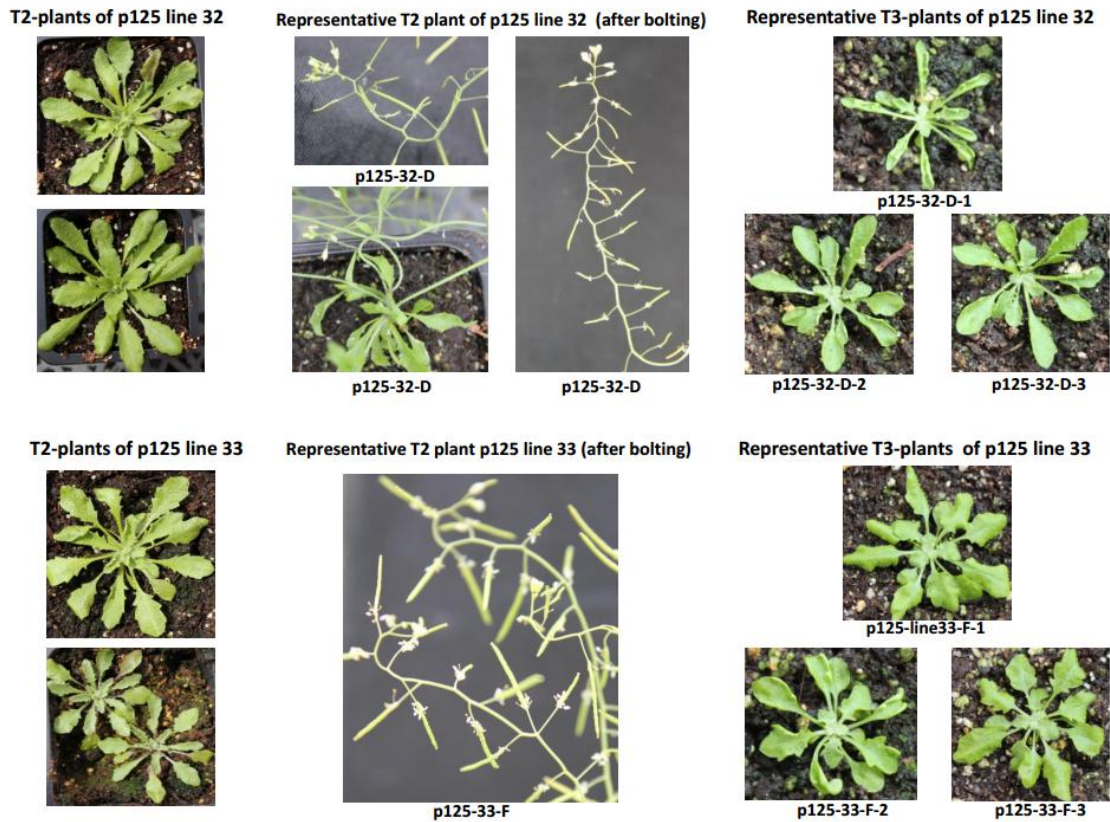 T2-plants of p125 line 32
Representative T2 plant of p125 line 32 (after bolting)
Representative T3-plants of p125 line 32
p125-32-D
p125-32-D-1
p125-32-D
p125-32-D
p125-32-D-2
p125-32-D-3
T2-plants of p125 line 33
Representative T2 plant p125 line 33 (after bolting)
Representative T3-plants of p125 line 33
p125-line33-F-1
p125-33-F
p125-33-F-2
p125-33-F-3